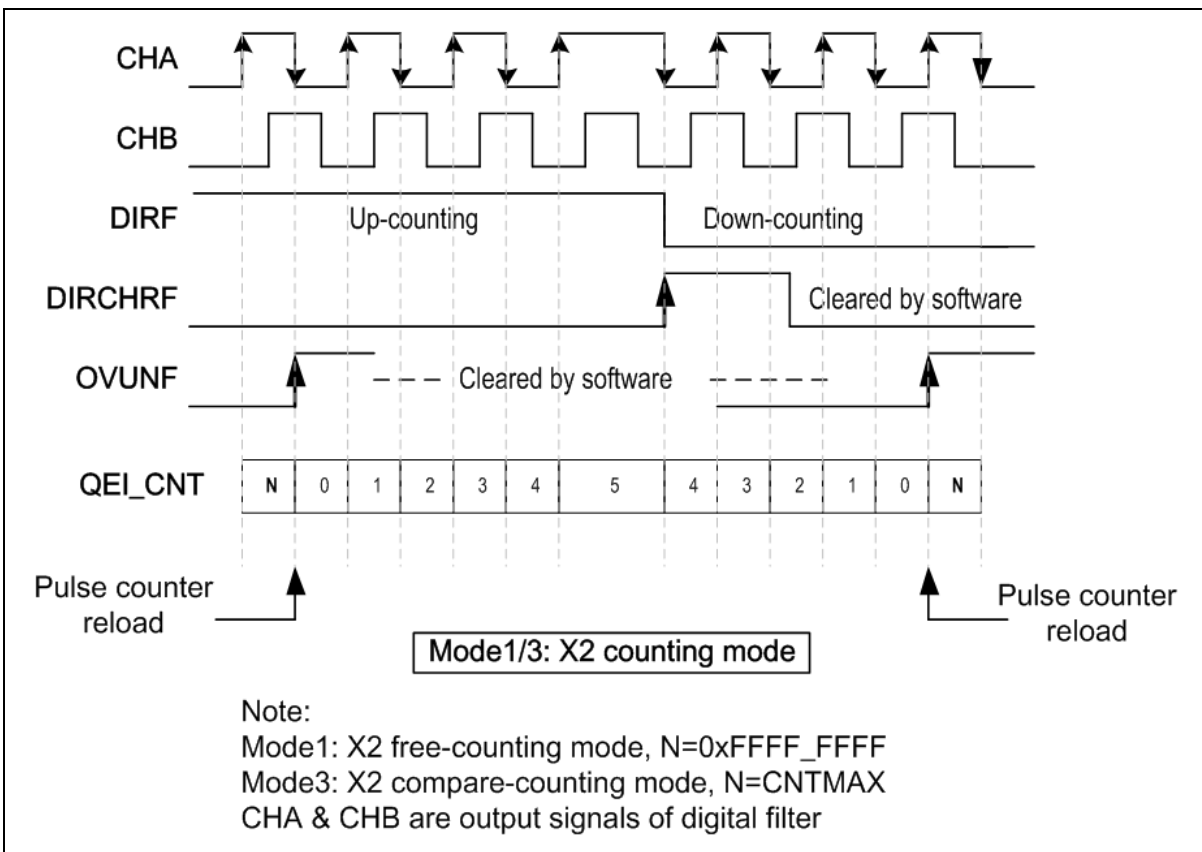 CHA
CHB
DIRF
Up-counting
Down-counting
DIRCHRF
Cleared by software
OVUNF
Cleared by software
QEI_CNT
N 0 1 2 3 4 5 4 3 2 1 0 N
Pulse counter
reload
Pulse counter
reload
Mode1/3: X2 counting mode
Note:
Mode1: X2 free-counting mode, N=0xFFFF_FFFF
Mode3: X2 compare-counting mode, N=CNTMAX
CHA & CHB are output signals of digital filter